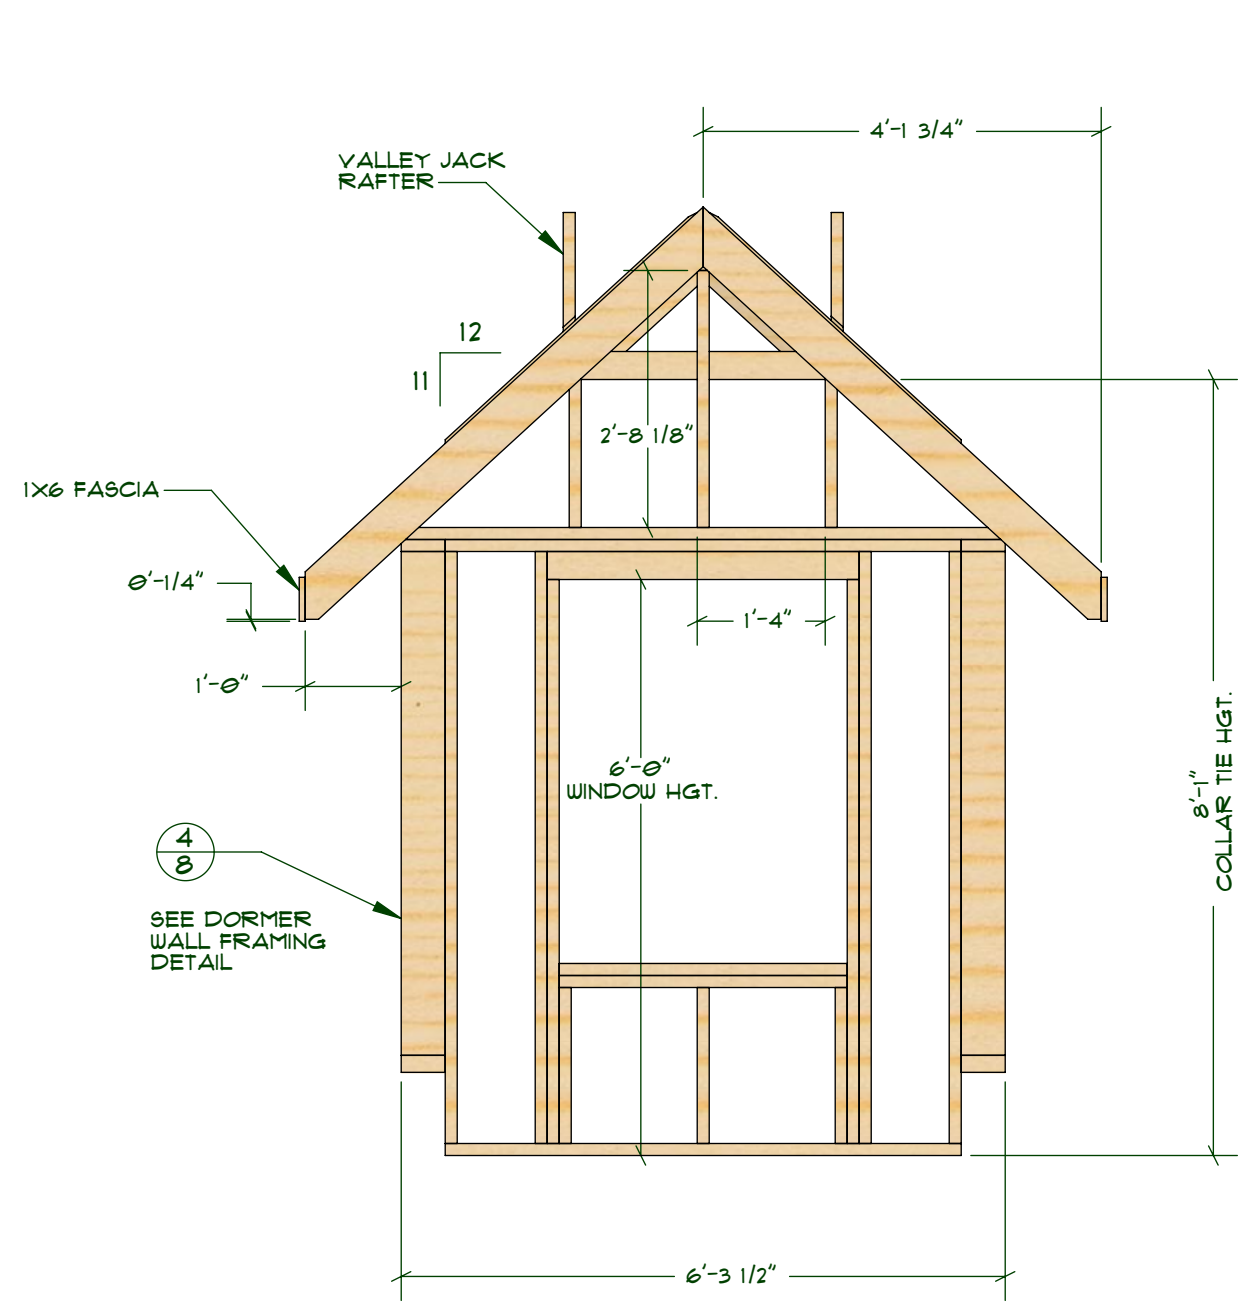 4'-1 3/4"
VALLEY JACK
RAFTER
12
11
2'-8 1/8"
1X6 FASCIA
0'-1/4"
1'-4"
1'-0"
6'-0"
WINDOW HGT.
8'-1"
COLLAR TIE HGT.
4
8
SEE DORMER
WALL FRAMING
DETAIL
6'-3 1/2"